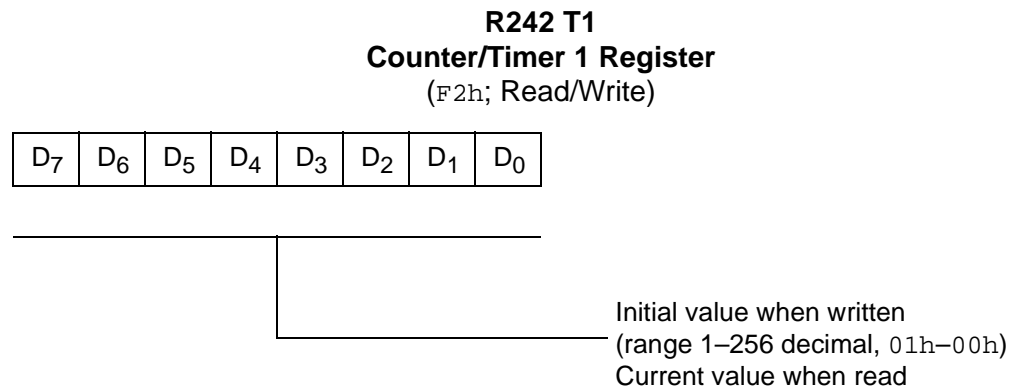 R242 T1
Counter/Timer 1 Register
(F2h; Read/Write)
D7 D6 D5 D4 D3 D2 D1 D0
Initial value when written
(range 1–256 decimal, 01h–00h)
Current value when read